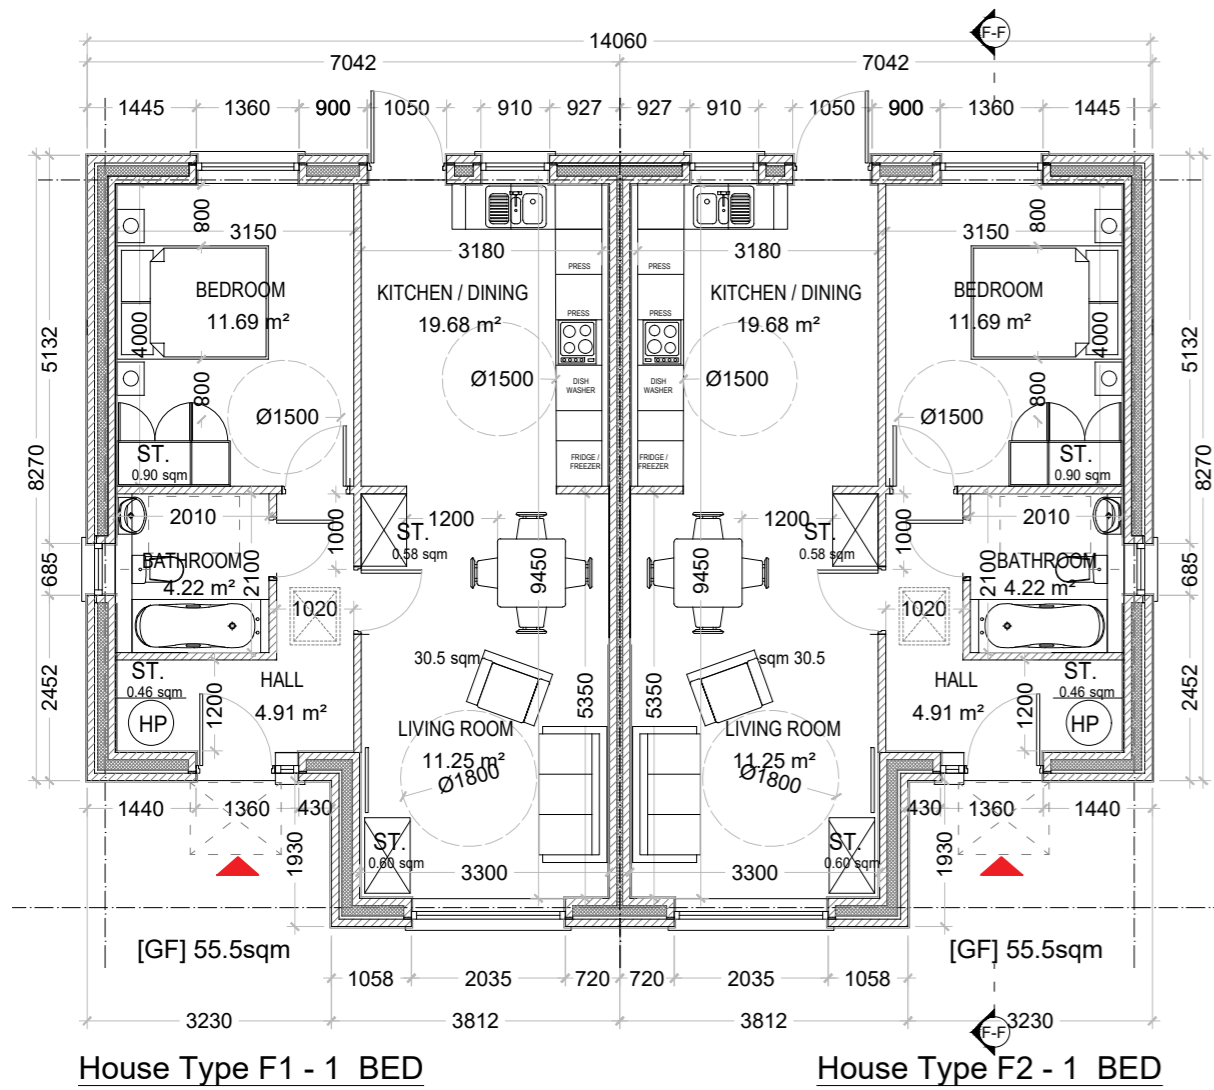 F-F
14060
7042 7042
1445 1360 900 1050 910 927 927 910 1050 900 1360 1445
800 800
3150 3180 3180 3150
PRESS PRESS
BEDROOM KITCHEN / DINING KITCHEN / DINING BEDROOM
11.69 m² 19.68 m² 19.68 m² 11.69 m²
PRESS PRESS
4000 4000
5132 5132
Ø1500 Ø1500
DISH WASHER DISH WASHER
800 800
Ø1500 Ø1500
ST. ST.
0.90 sqm 0.90 sqm
FRIDGE / FREEZER FRIDGE / FREEZER
8270 8270
2010 1200 1200 2010
1000 1000
ST. ST.
0.58 sqm 0.58 sqm
BATHROOM BATHROOM
4.22 m² 4.22 m²
685 2100 9450 9450 2100 685
1020 1020
30.5 sqm sqm 30.5
ST. ST.
0.46 sqm 0.46 sqm
HALL HALL
4.91 m² 4.91 m²
2452 1200 5350 5350 1200 2452
HP HP
LIVING ROOM LIVING ROOM
11.25 m² 11.25 m²
Ø1800 Ø1800
1440 1360 430 430 1360 1440
1930 1930
ST. ST.
0.60 sqm 0.60 sqm
3300 3300
[GF] 55.5sqm [GF] 55.5sqm
1058 2035 720 720 2035 1058
3230 3812 3812 3230
F-F
House Type F1 - 1 BED House Type F2 - 1 BED